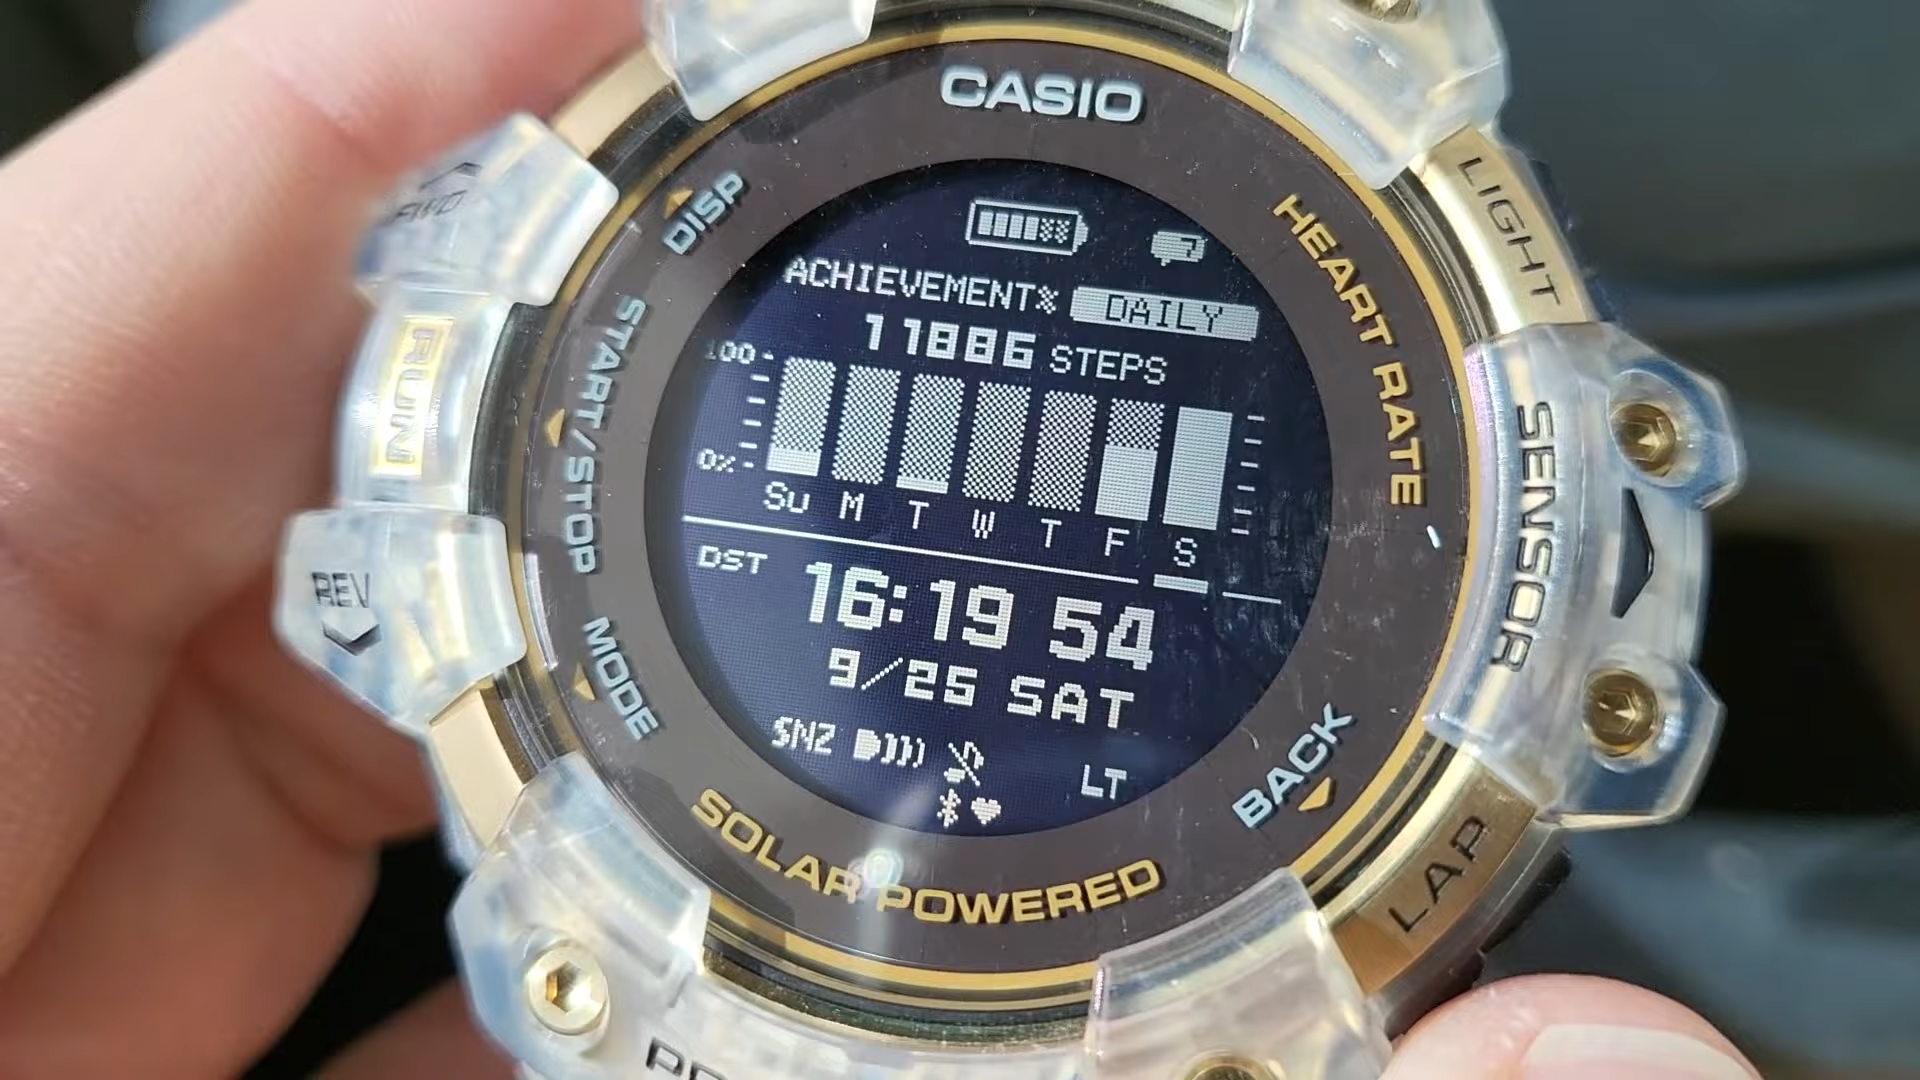 CASIO
DISP
FWD
LIGHT
HEART RATE
ACHIEVEMENT% DAILY
11886 STEPS
100
0%
Su M T W T F S
DST
16:19 54
9/25 SAT
SNZ
LT
RUN
START/STOP
SENSOR
REV
MODE
BACK
SOLAR POWERED
LAP